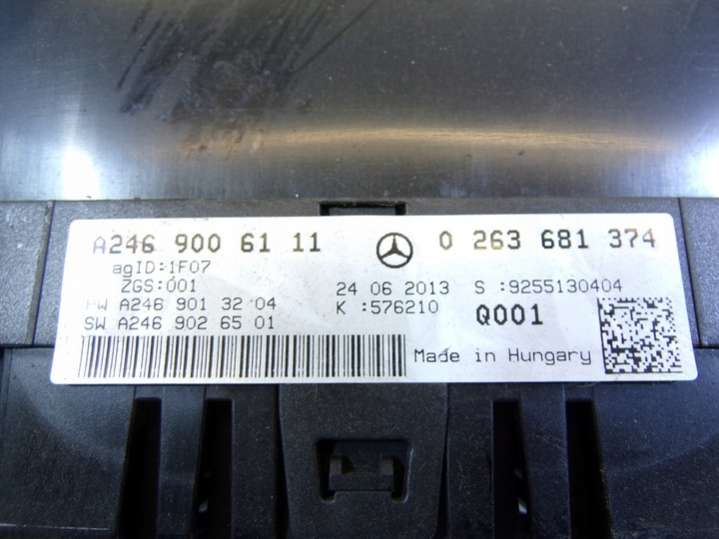 A246 900 61 11 0 263 681 374
agID:1F07
ZGS:001 24 06 2013 S :9255130404
HW A246 901 32 04 K :576210 Q001
SW A246 902 65 01
Made in Hungary